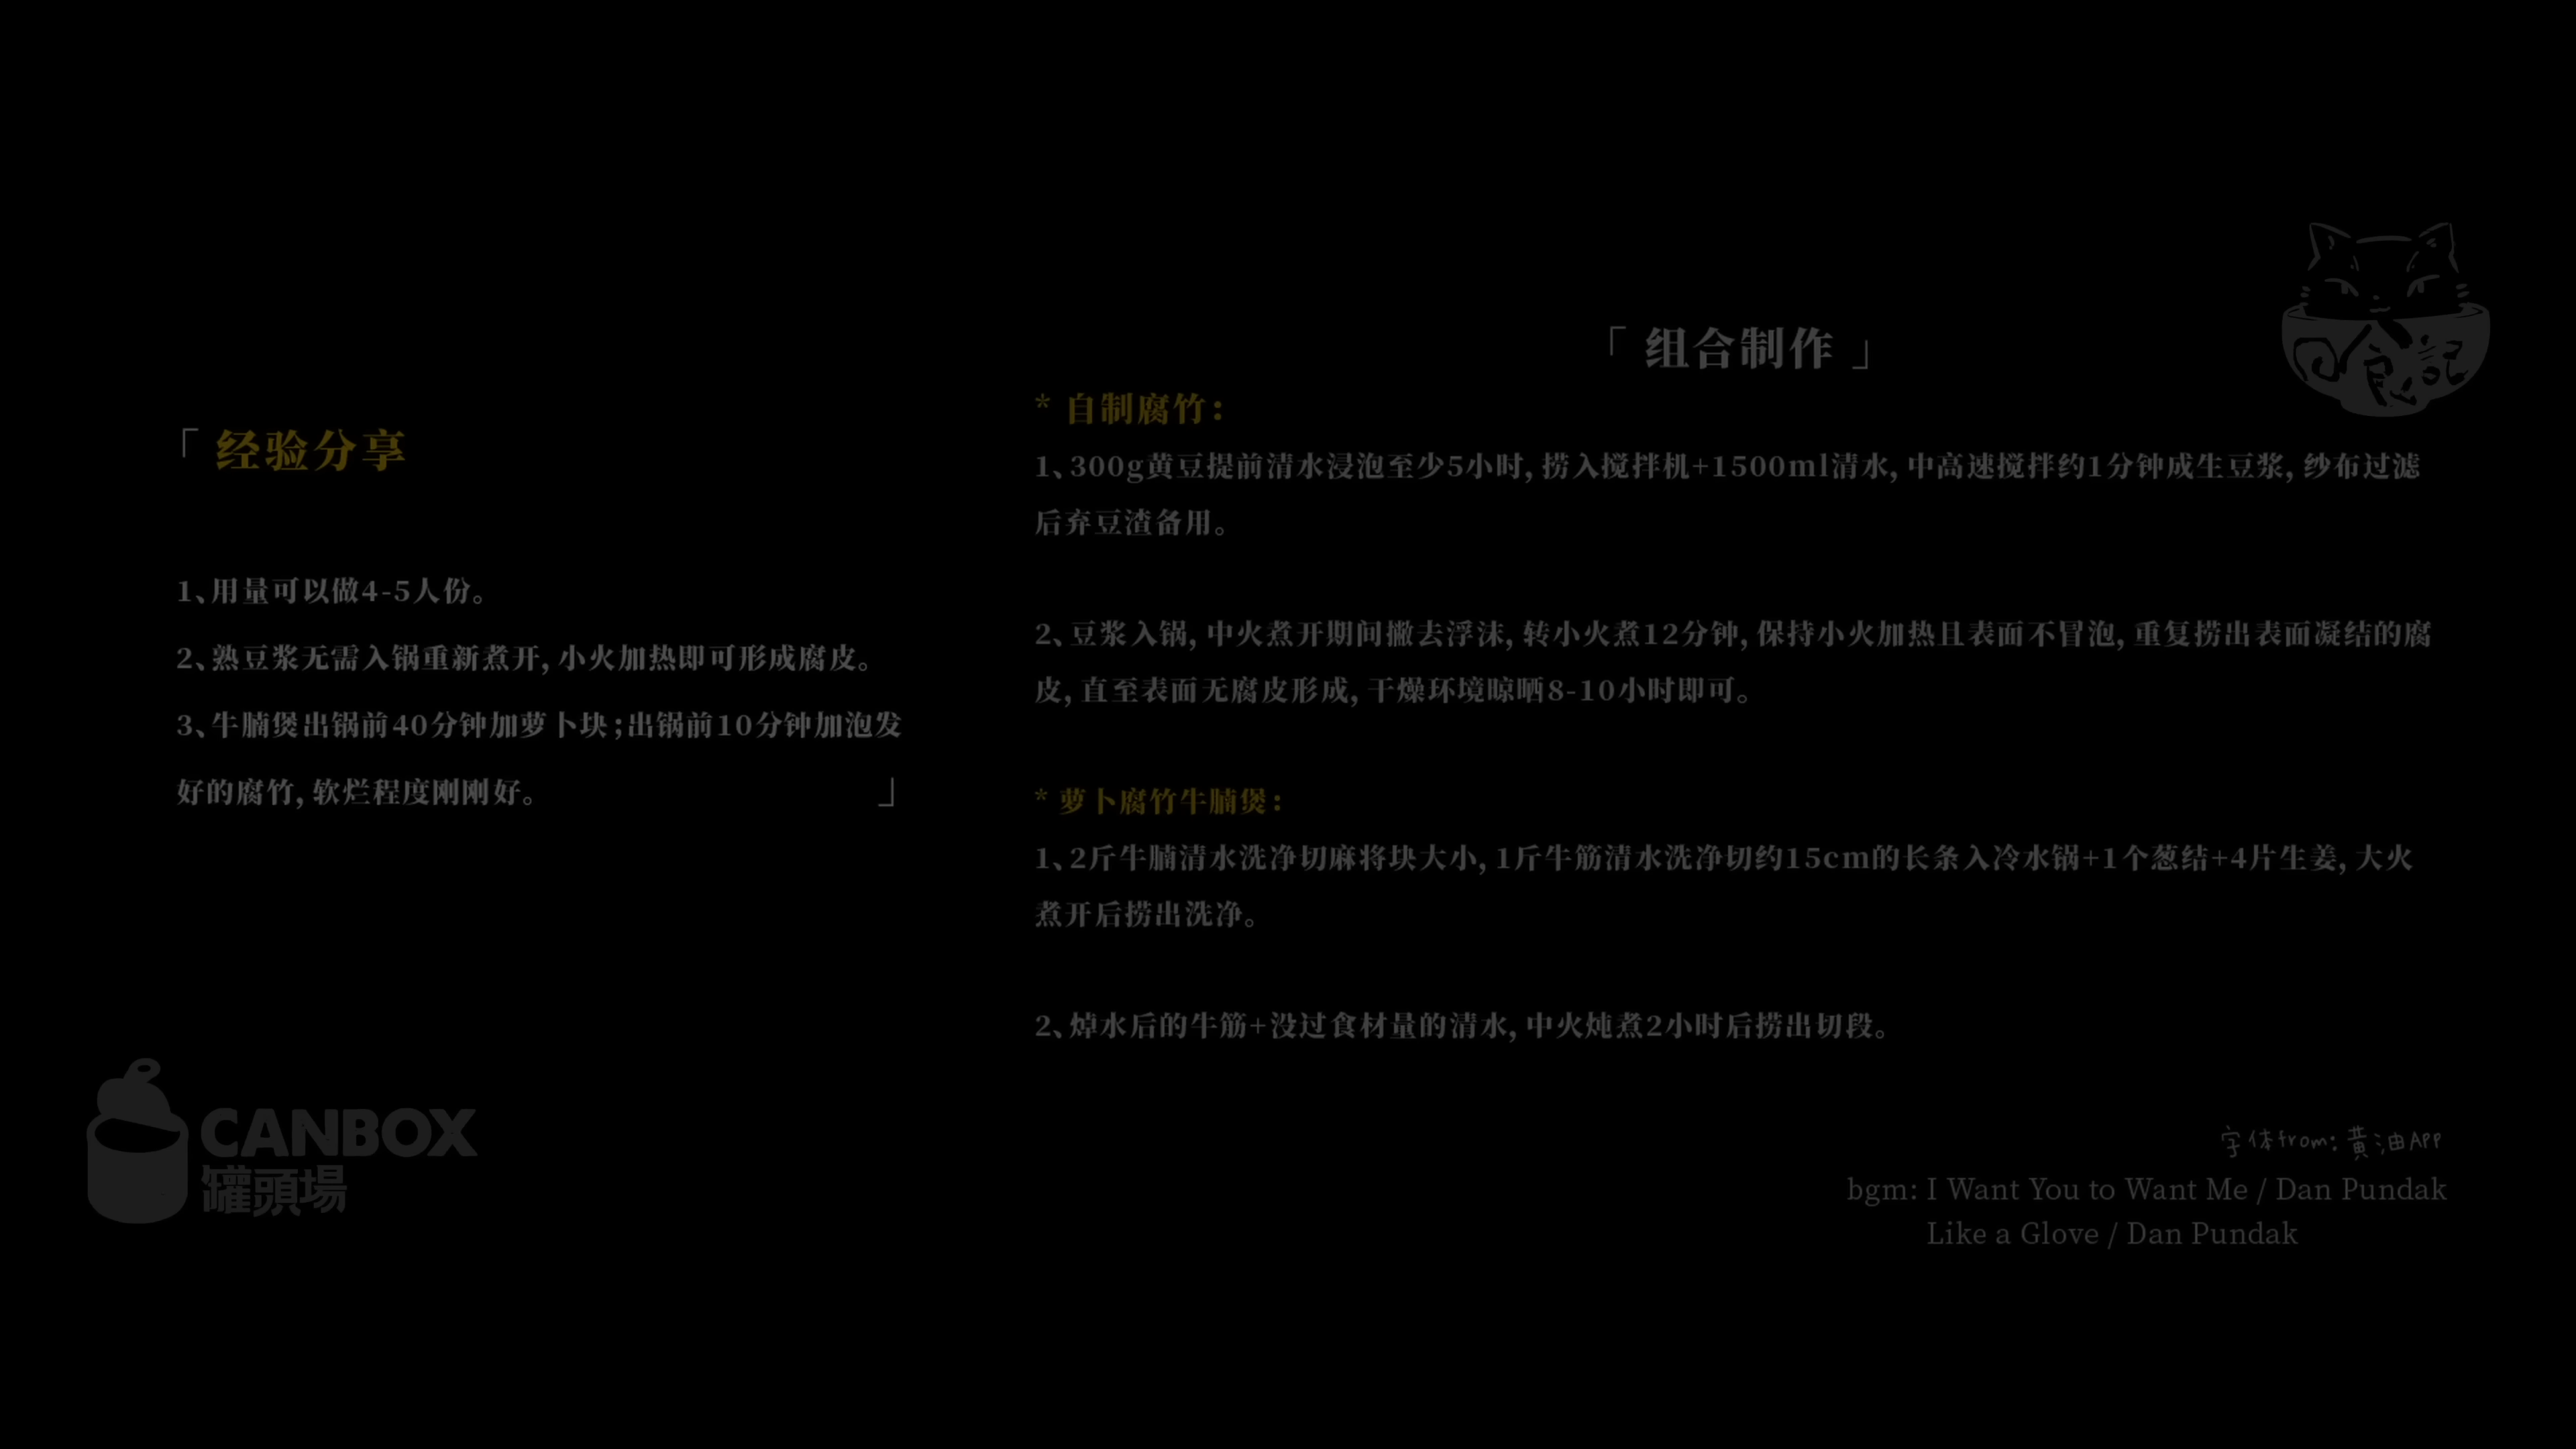 「 经验分享
1、用量可以做4-5人份。
2、熟豆浆无需入锅重新煮开, 小火加热即可形成腐皮。
3、牛腩煲出锅前40分钟加萝卜块;出锅前10分钟加泡发
好的腐竹, 软烂程度刚刚好。 」
「 组合制作 」
* 自制腐竹:
1、300g黄豆提前清水浸泡至少5小时, 捞入搅拌机+1500ml清水, 中高速搅拌约1分钟成生豆浆, 纱布过滤
后弃豆渣备用。
2、豆浆入锅, 中火煮开期间撇去浮沫, 转小火煮12分钟, 保持小火加热且表面不冒泡, 重复捞出表面凝结的腐
皮, 直至表面无腐皮形成, 干燥环境晾晒8-10小时即可。
* 萝卜腐竹牛腩煲:
1、2斤牛腩清水洗净切麻将块大小, 1斤牛筋清水洗净切约15cm的长条入冷水锅+1个葱结+4片生姜, 大火
煮开后捞出洗净。
2、焯水后的牛筋+没过食材量的清水, 中火炖煮2小时后捞出切段。
日食记
CANBOX
罐頭場
字体from: 黄油APP
bgm: I Want You to Want Me / Dan Pundak
Like a Glove / Dan Pundak